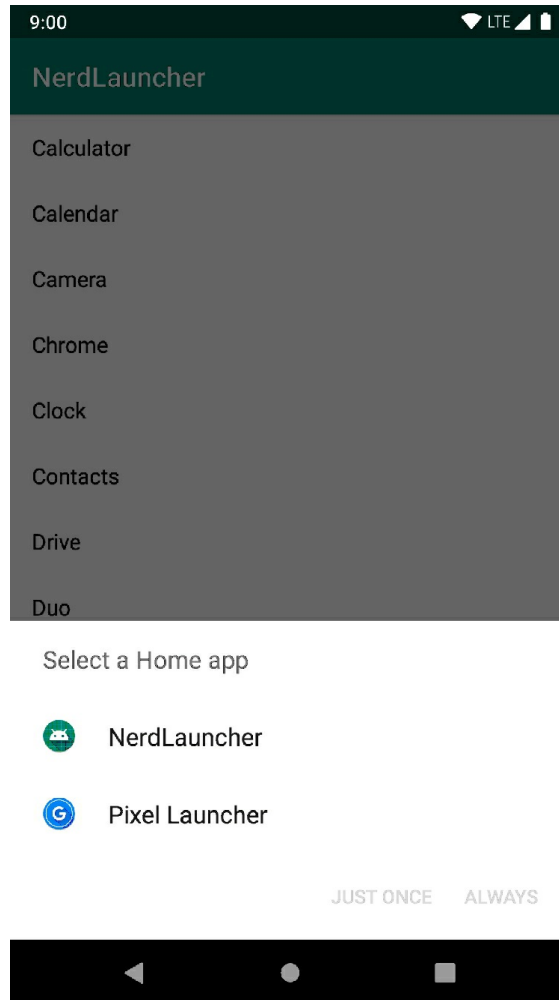 9:00 LTE
NerdLauncher
Calculator
Calendar
Camera
Chrome
Clock
Contacts
Drive
Duo
Select a Home app
NerdLauncher
G Pixel Launcher
JUST ONCE ALWAYS